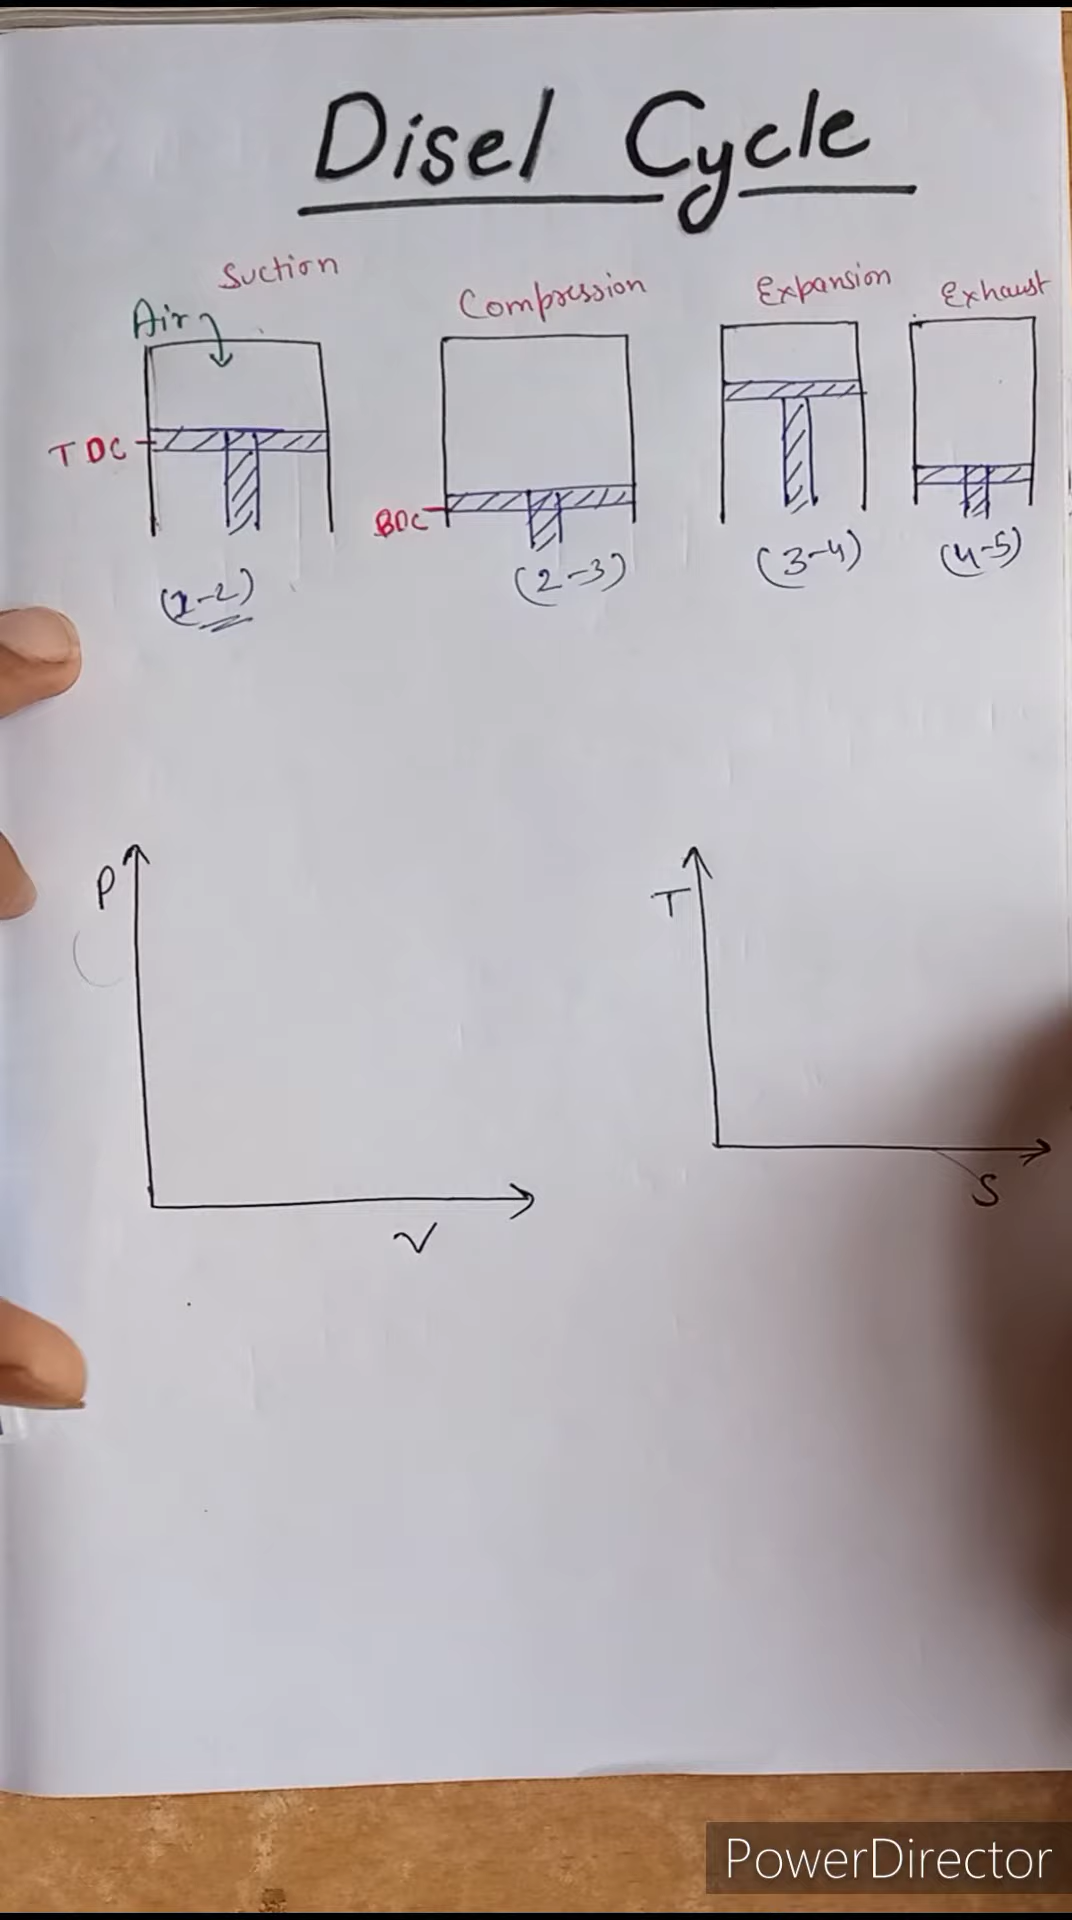 Disel Cycle
Suction
Compression
Expansion
Exhaust
Air
TDC
BDC
(1-2)
(2-3)
(3-4)
(4-5)
P
V
T
S
PowerDirector